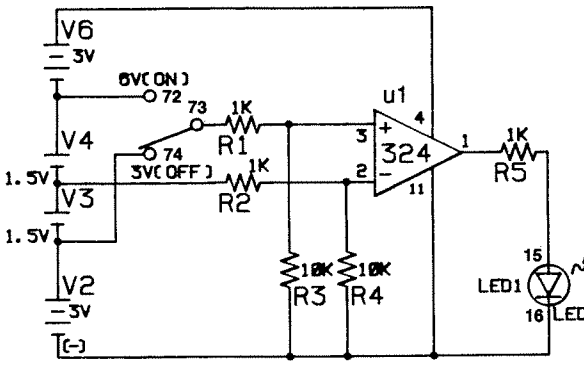 V6
3V
6V(ON)
72
73
1K
R1
V4
1.5V
74
3V(OFF)
1K
R2
V3
1.5V
u1
3
+
324
2
-
4
11
1
1K
R5
V2
3V
(-)
10K
R3
10K
R4
15
LED1
16
LED